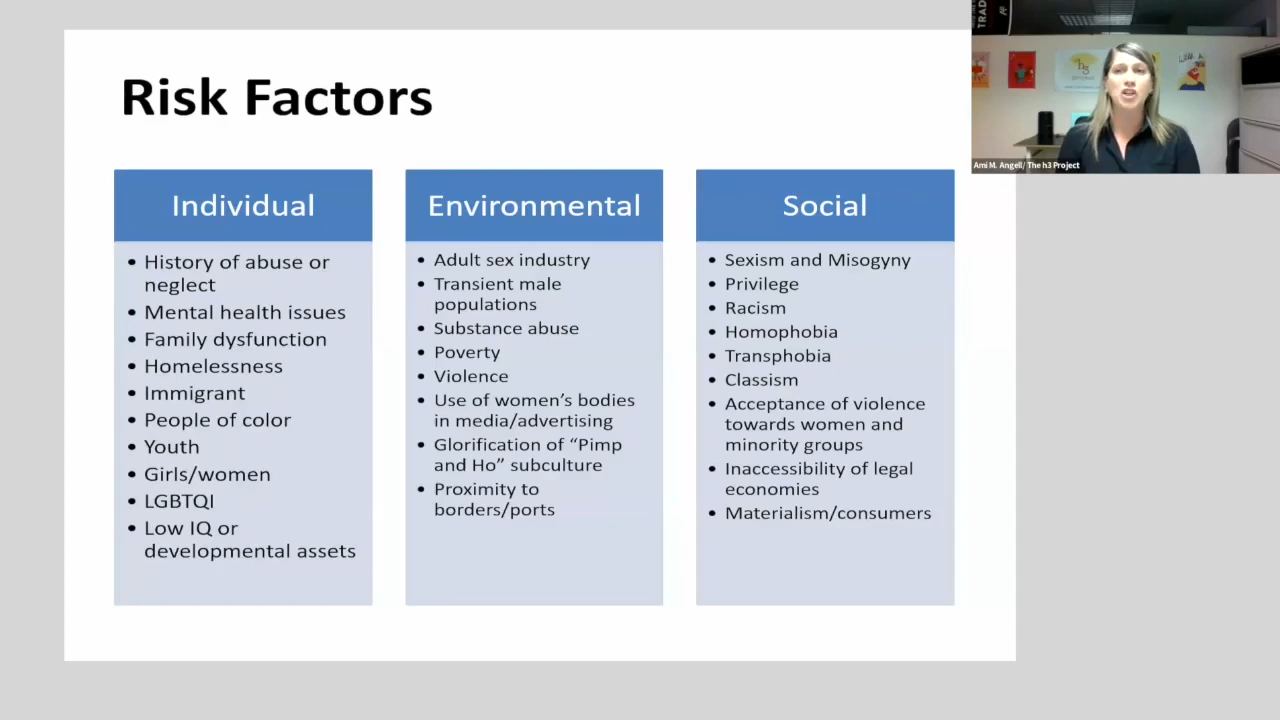 Risk Factors
Individual
• History of abuse or
neglect
• Mental health issues
• Family dysfunction
• Homelessness
• Immigrant
• People of color
• Youth
• Girls/women
• LGBTQI
• Low IQ or
developmental assets
Environmental
• Adult sex industry
• Transient male
populations
• Substance abuse
• Poverty
• Violence
• Use of women’s bodies
in media/advertising
• Glorification of “Pimp
and Ho” subculture
• Proximity to
borders/ports
Social
• Sexism and Misogyny
• Privilege
• Racism
• Homophobia
• Transphobia
• Classism
• Acceptance of violence
towards women and
minority groups
• Inaccessibility of legal
economies
• Materialism/consumers
TRAD
h3
Ami M. Angell/ The h3 Project